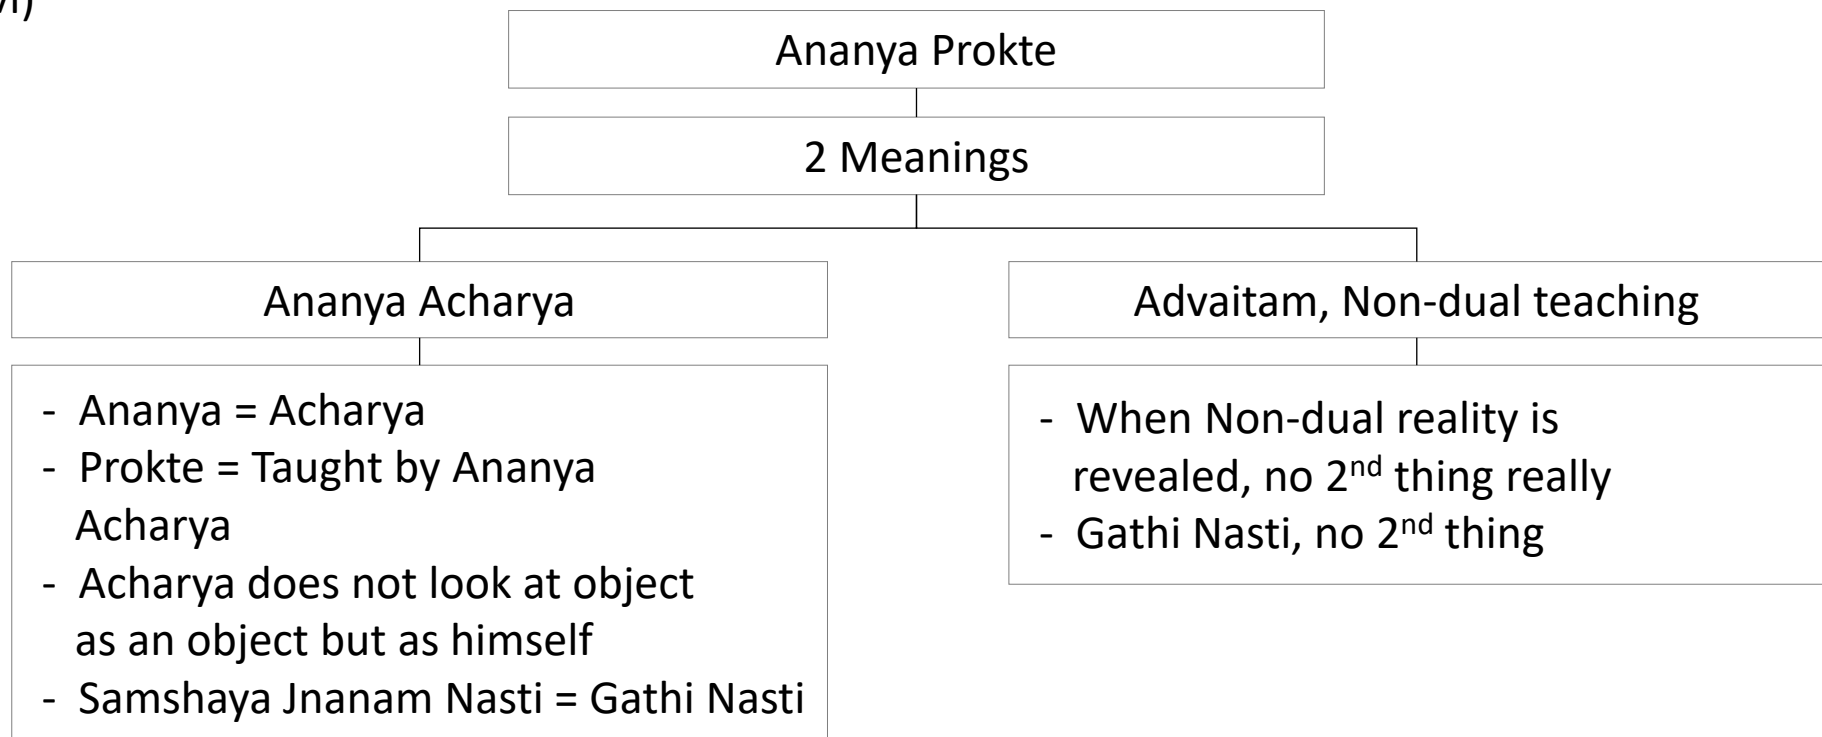 vi)
Ananya Prokte
2 Meanings
Ananya Acharya
Advaitam, Non-dual teaching
- Ananya = Acharya
- Prokte = Taught by Ananya
Acharya
- Acharya does not look at object
as an object but as himself
- Samshaya Jnanam Nasti = Gathi Nasti
- When Non-dual reality is
revealed, no 2nd thing really
- Gathi Nasti, no 2nd thing